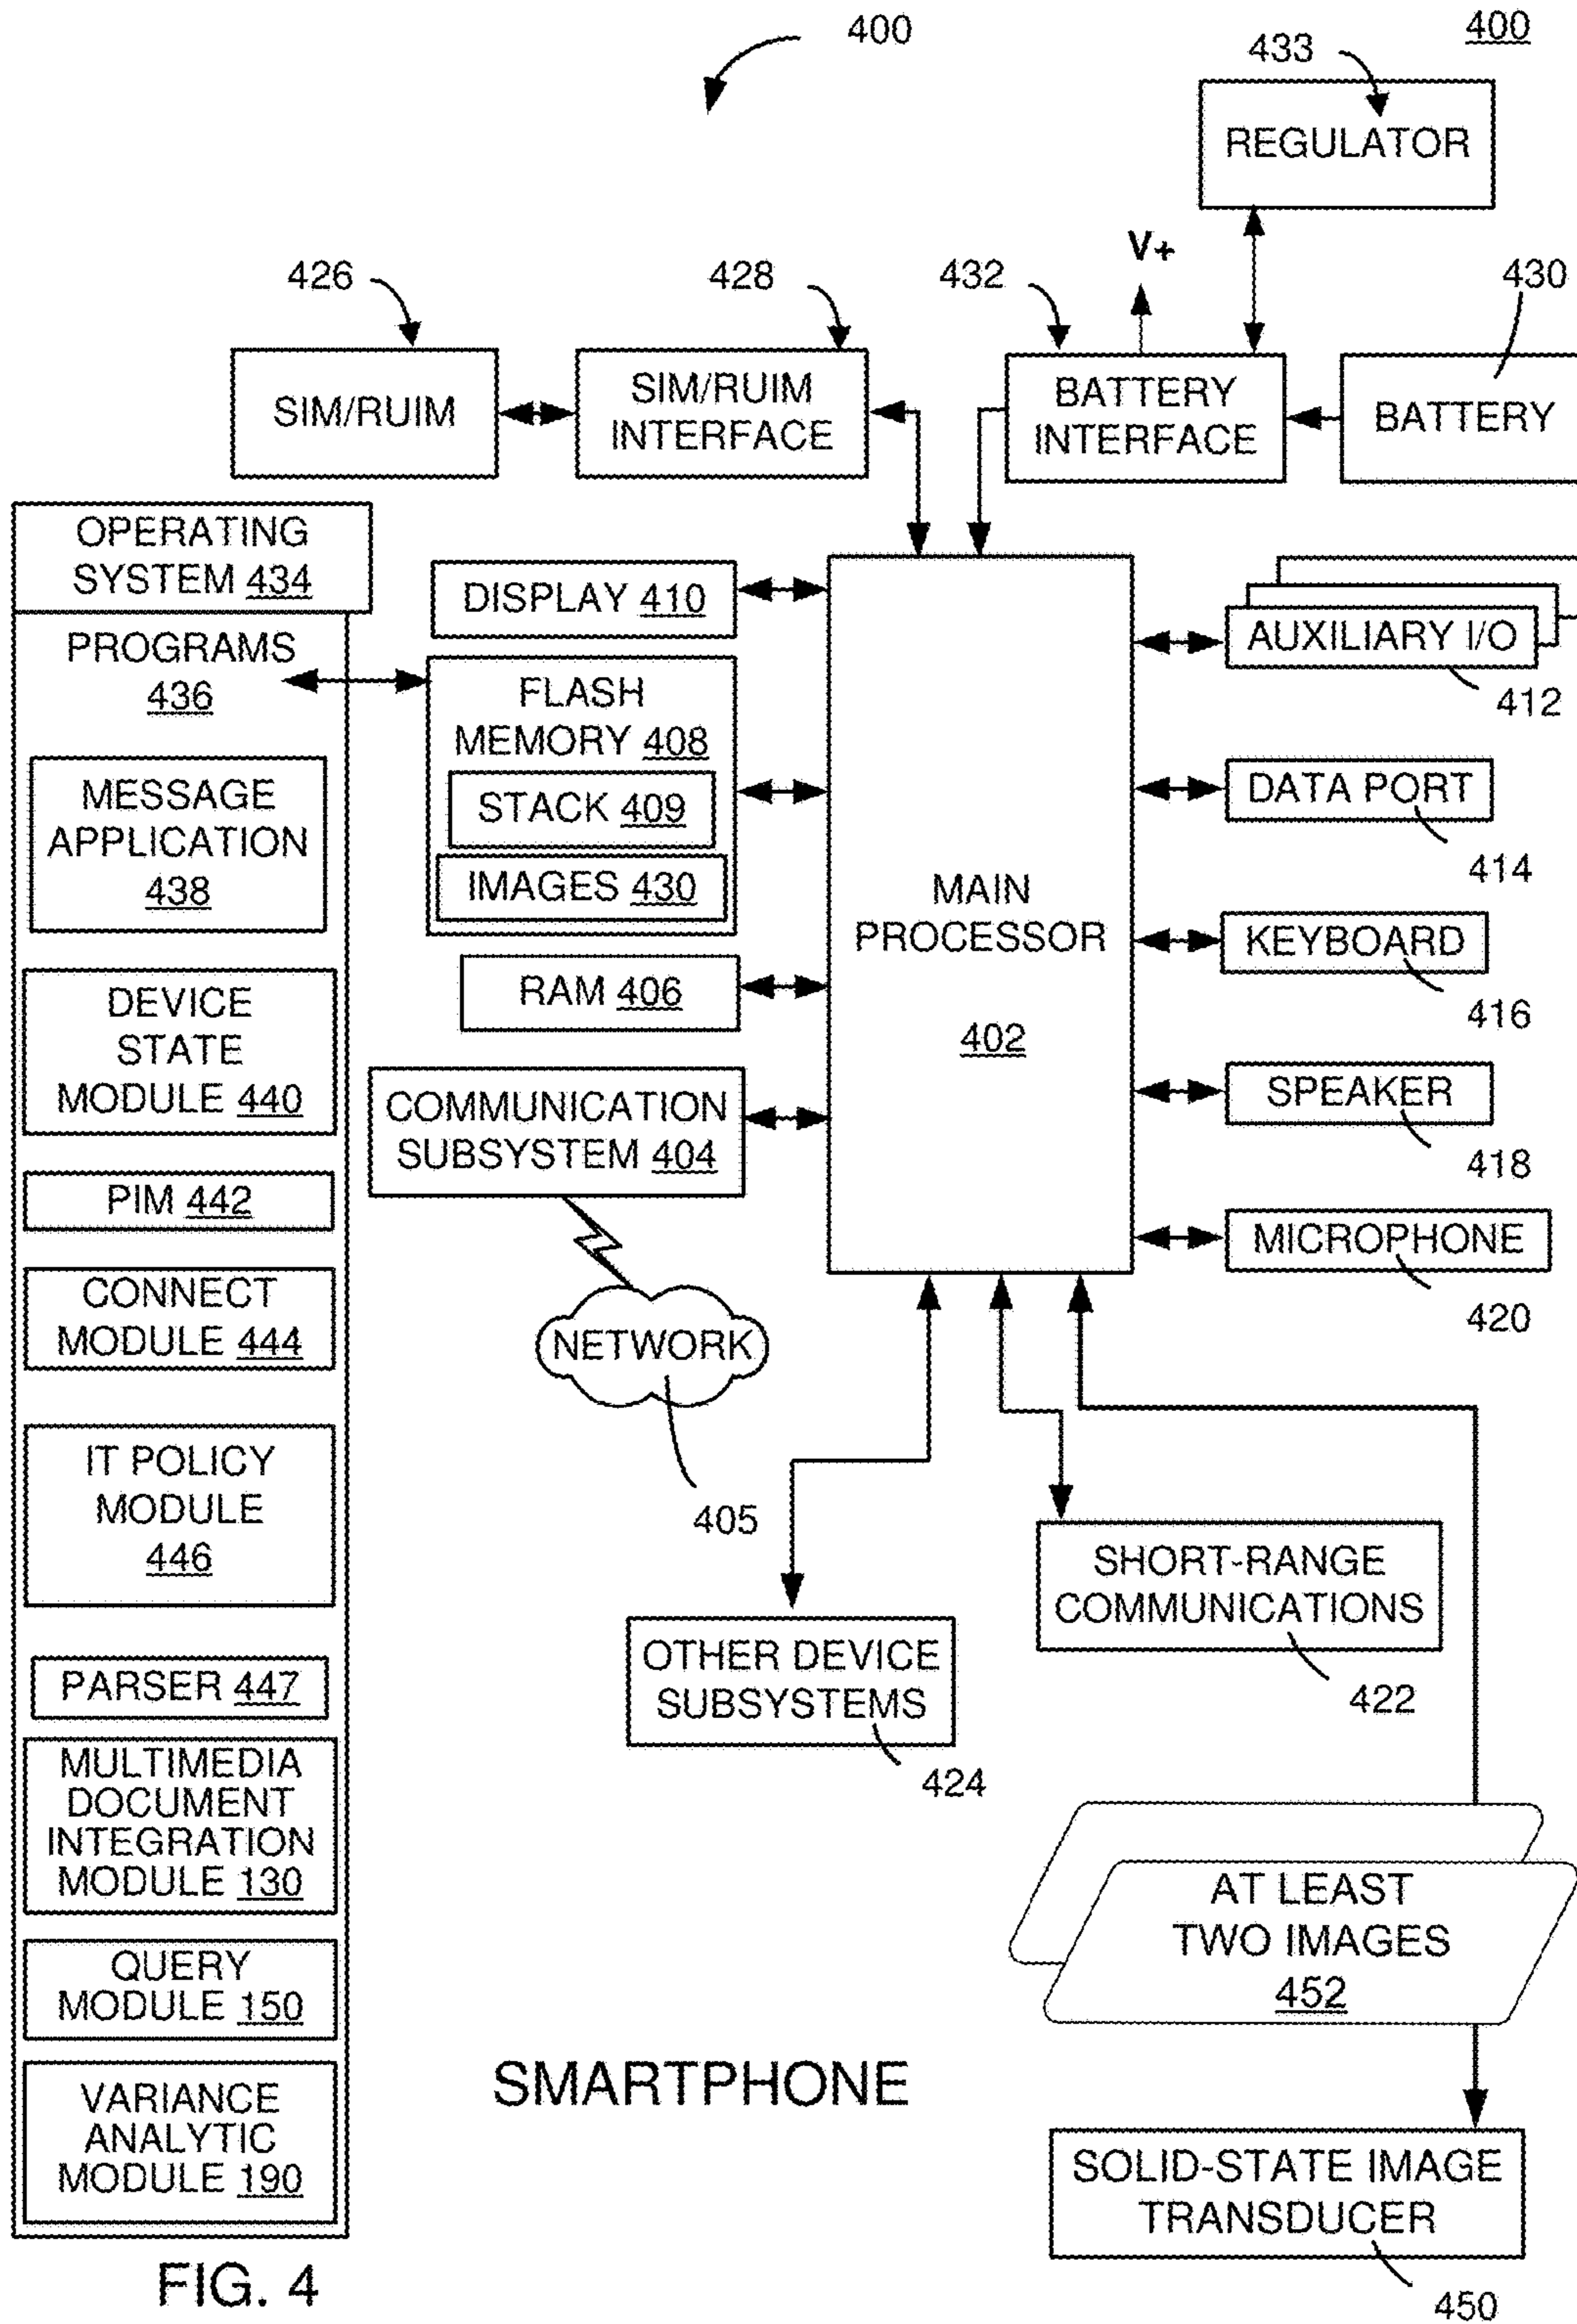 400
400
433
REGULATOR
V+
426
428
432
430
SIM/RUIM
SIM/RUIM
INTERFACE
BATTERY
INTERFACE
BATTERY
OPERATING
SYSTEM 434
PROGRAMS
436
MESSAGE
APPLICATION
438
DEVICE
STATE
MODULE 440
PIM 442
CONNECT
MODULE 444
IT POLICY
MODULE
446
PARSER 447
MULTIMEDIA
DOCUMENT
INTEGRATION
MODULE 130
QUERY
MODULE 150
VARIANCE
ANALYTIC
MODULE 190
DISPLAY 410
FLASH
MEMORY 408
STACK 409
IMAGES 430
RAM 406
COMMUNICATION
SUBSYSTEM 404
NETWORK
405
MAIN
PROCESSOR
402
AUXILIARY I/O
412
DATA PORT
414
KEYBOARD
416
SPEAKER
418
MICROPHONE
420
SHORT-RANGE
COMMUNICATIONS
422
OTHER DEVICE
SUBSYSTEMS
424
AT LEAST
TWO IMAGES
452
SOLID-STATE IMAGE
TRANSDUCER
450
SMARTPHONE
FIG. 4